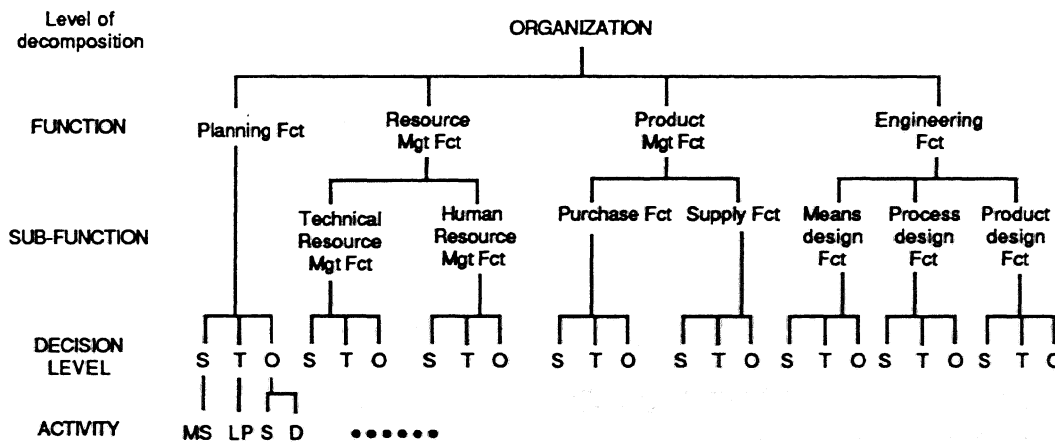 Level of
decomposition
ORGANIZATION
FUNCTION
Planning Fct
Resource
Mgt Fct
Product
Mgt Fct
Engineering
Fct
SUB-FUNCTION
Technical
Resource
Mgt Fct
Human
Resource
Mgt Fct
Purchase Fct
Supply Fct
Means
design
Fct
Process
design
Fct
Product
design
Fct
DECISION
LEVEL
S T O S T O S T O S T O S T O S T O S T O S T O
ACTIVITY
MS LP S D ••••••